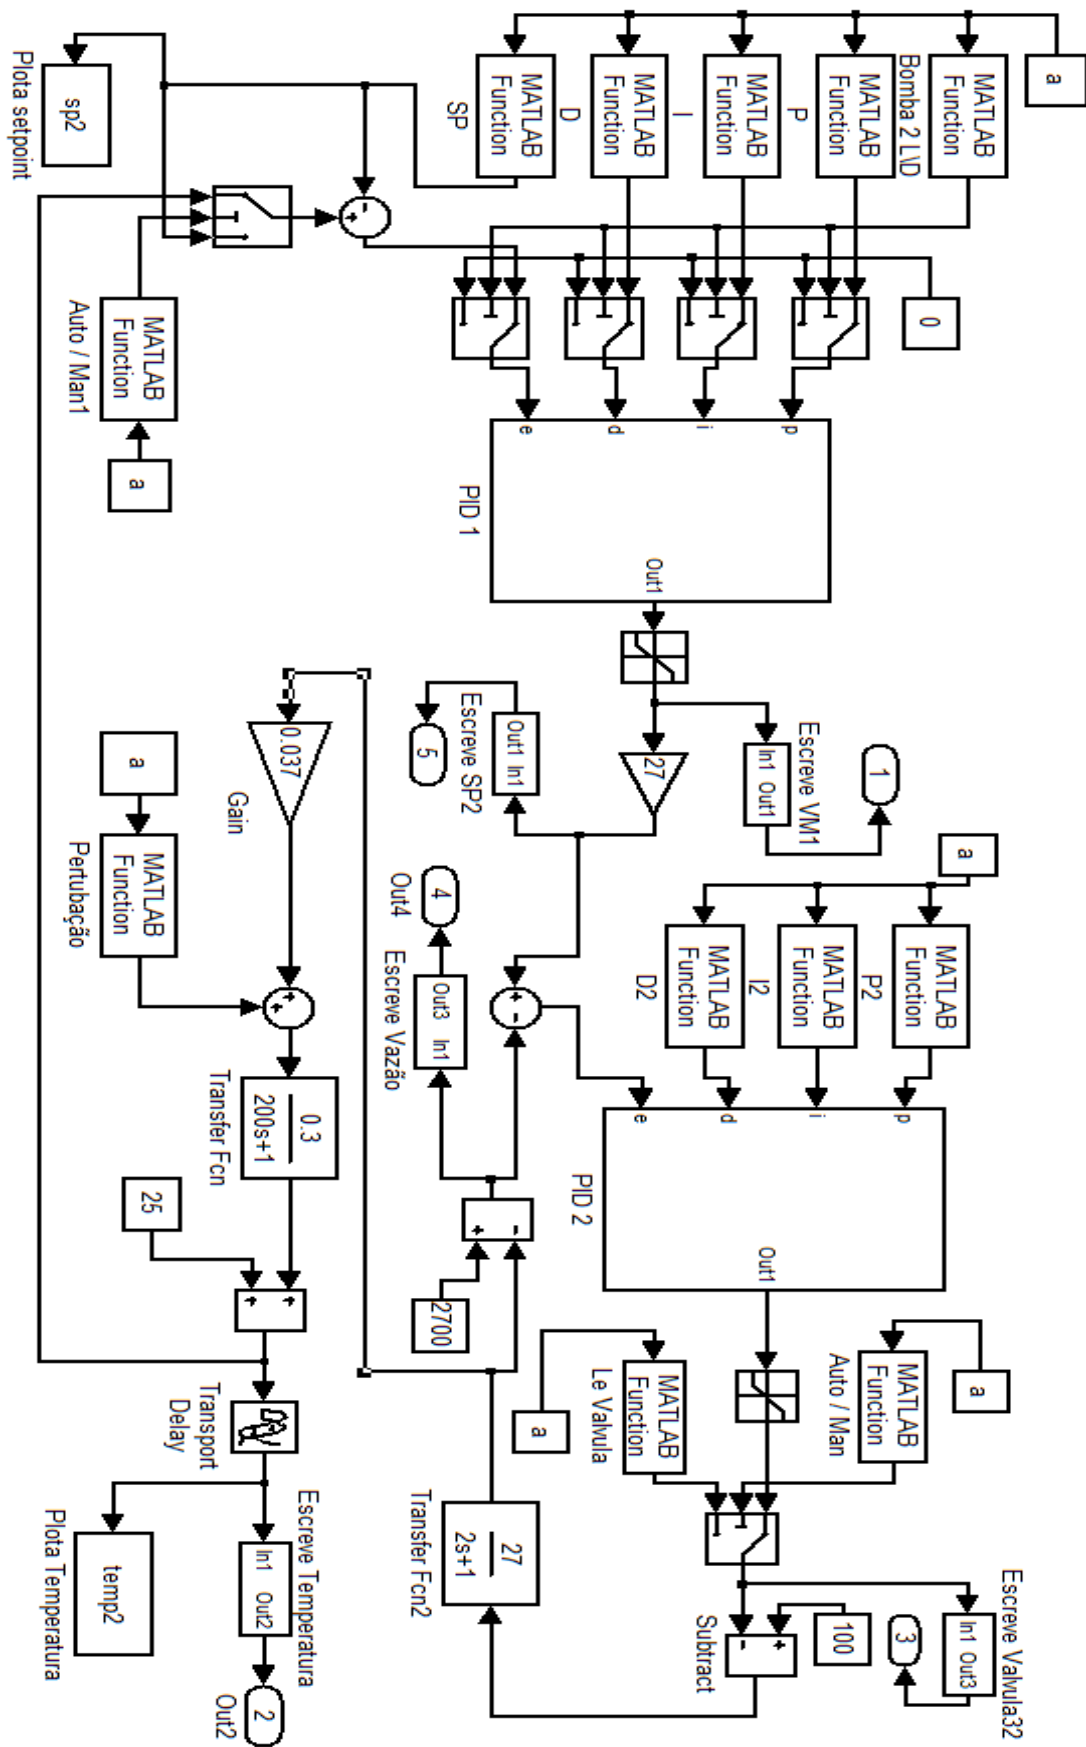 a
MATLAB
Function
Bomba 2 L\D
MATLAB
Function
P
MATLAB
Function
I
MATLAB
Function
D
MATLAB
Function
SP
sp2
Plota setpoint
0
MATLAB
Function
Auto / Man1
a
p
i
d
e
Out1
PID 1
1
In1 Out1
Escreve VM1
27
Out1 In1
Escreve SP2
5
a
MATLAB
Function
P2
MATLAB
Function
I2
MATLAB
Function
D2
p
i
d
e
Out1
PID 2
a
MATLAB
Function
Auto / Man
MATLAB
Function
Le Valvula
a
Escreve Valvula32
In1 Out3
3
100
+
-
Subtract
27
2s+1
Transfer Fcn2
+
-
-
+
2700
Out3 In1
Escreve Vazão
4
Out4
-
+
0.037
Gain
a
MATLAB
Function
Pertubação
+
+
0.3
200s+1
Transfer Fcn
25
+
+
Transport
Delay
Escreve Temperatura
In1 Out2
2
Out2
temp2
Plota Temperatura